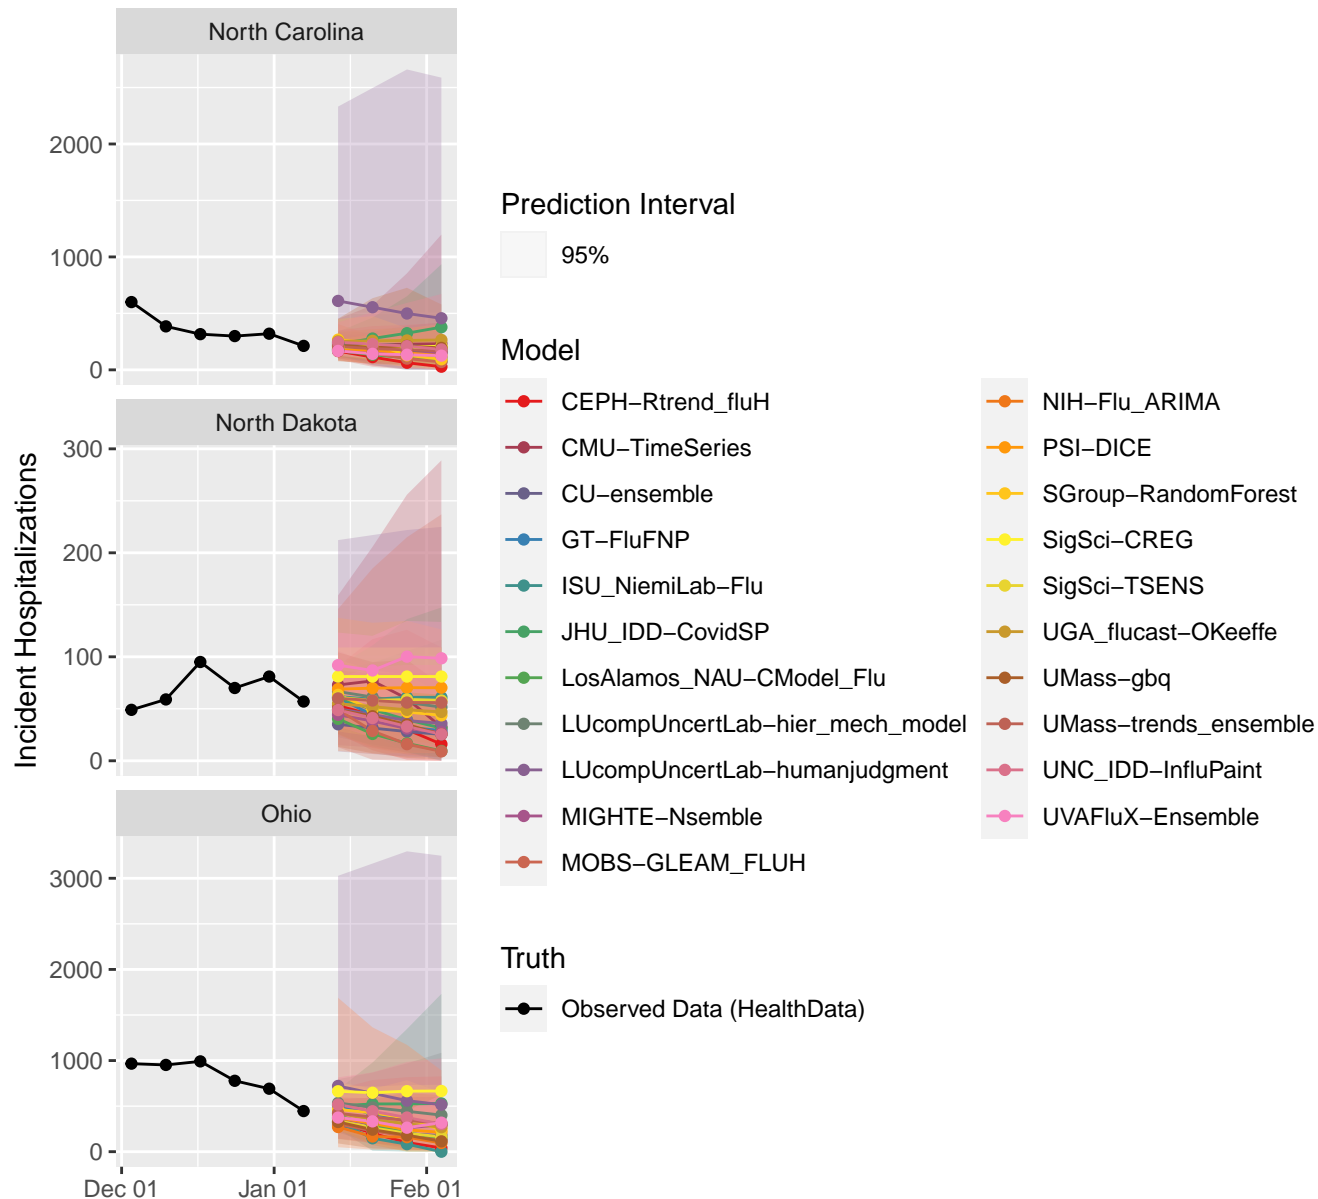 North Carolina
2000
1000
0
North Dakota
300
200
100
0
Ohio
3000
2000
1000
0
Dec 01
Jan 01
Feb 01
Incident Hospitalizations
Prediction Interval
95%
Model
CEPH−Rtrend_fluH
CMU−TimeSeries
CU−ensemble
GT−FluFNP
ISU_NiemiLab−Flu
JHU_IDD−CovidSP
LosAlamos_NAU−CModel_Flu
LUcompUncertLab−hier_mech_model
LUcompUncertLab−humanjudgment
MIGHTE−Nsemble
MOBS−GLEAM_FLUH
NIH−Flu_ARIMA
PSI−DICE
SGroup−RandomForest
SigSci−CREG
SigSci−TSENS
UGA_flucast−OKeeffe
UMass−gbq
UMass−trends_ensemble
UNC_IDD−InfluPaint
UVAFluX−Ensemble
Truth
Observed Data (HealthData)